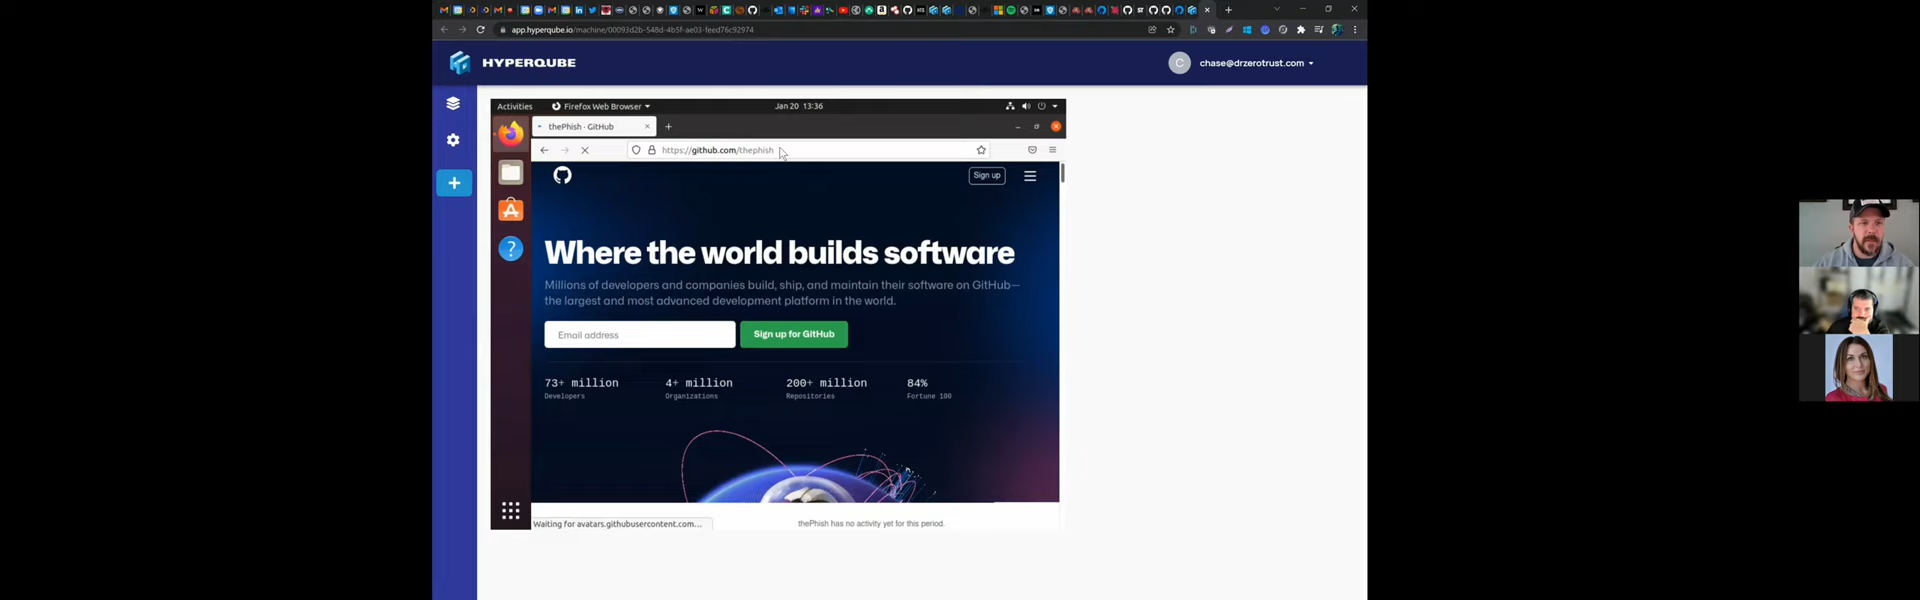 app.hyperqube.io/machine/00093d2b-548d-4b5f-ae03-feed76c92974
HYPERQUBE
C
chase@drzerotrust.com
Activities
Firefox Web Browser
Jan 20 13:36
thePhish · GitHub
https://github.com/thephish
Sign up
Where the world builds software
Millions of developers and companies build, ship, and maintain their software on GitHub—
the largest and most advanced development platform in the world.
Email address
Sign up for GitHub
73+ million
4+ million
200+ million
84%
Developers
Organizations
Repositories
Fortune 100
Waiting for avatars.githubusercontent.com…
thePhish has no activity yet for this period.